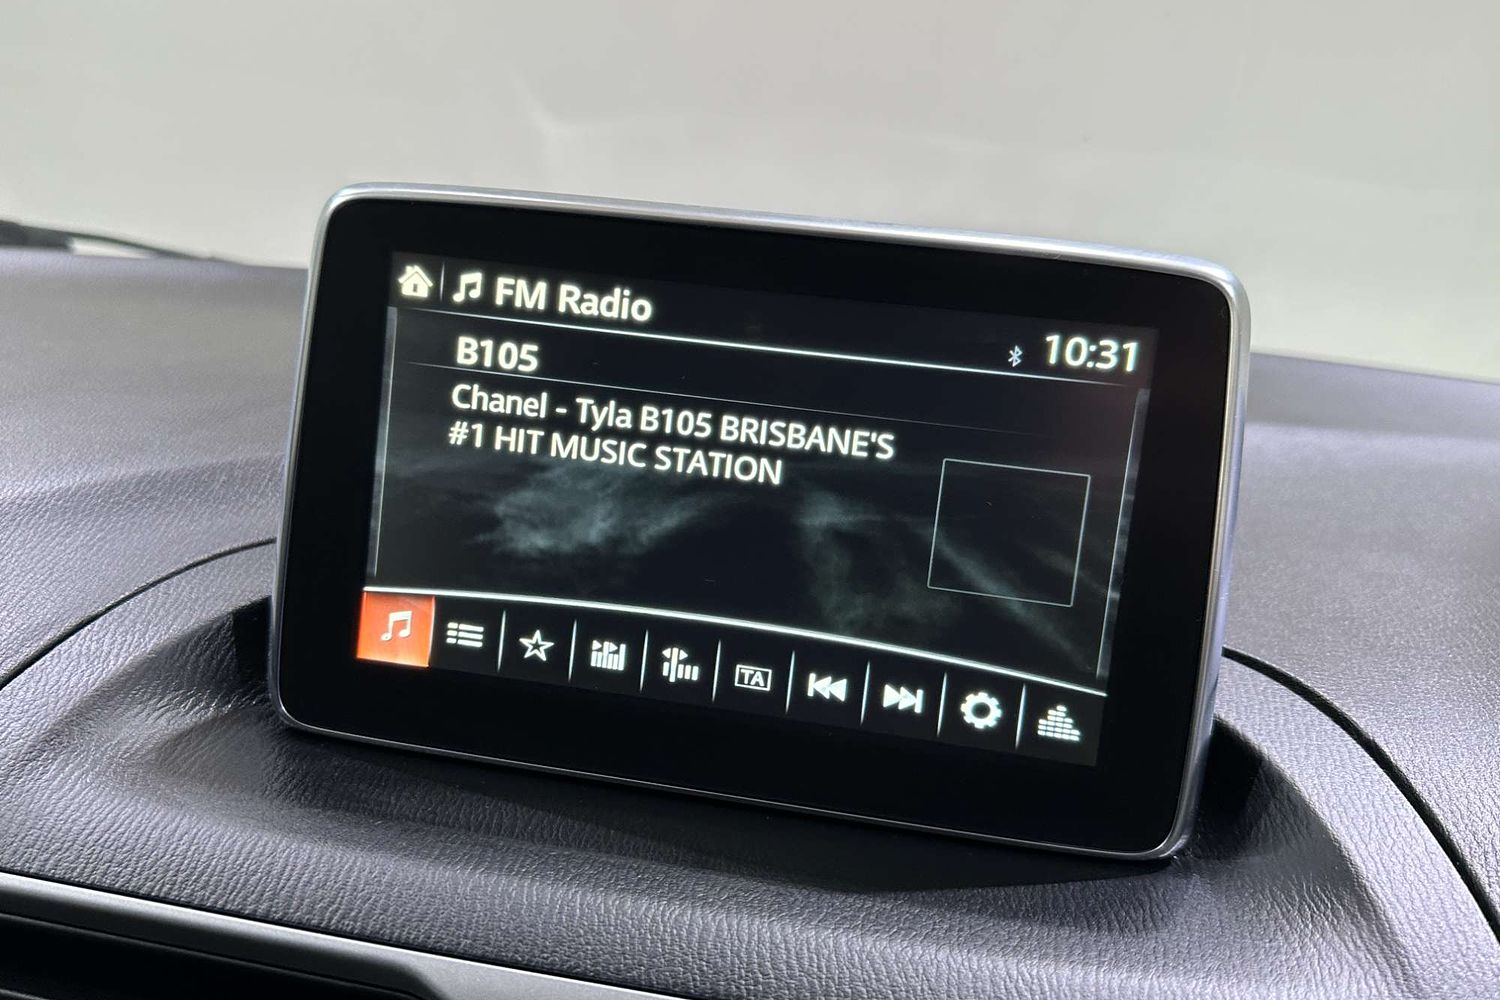 FM Radio
10:31
B105
Chanel - Tyla B105 BRISBANE'S
#1 HIT MUSIC STATION
TA